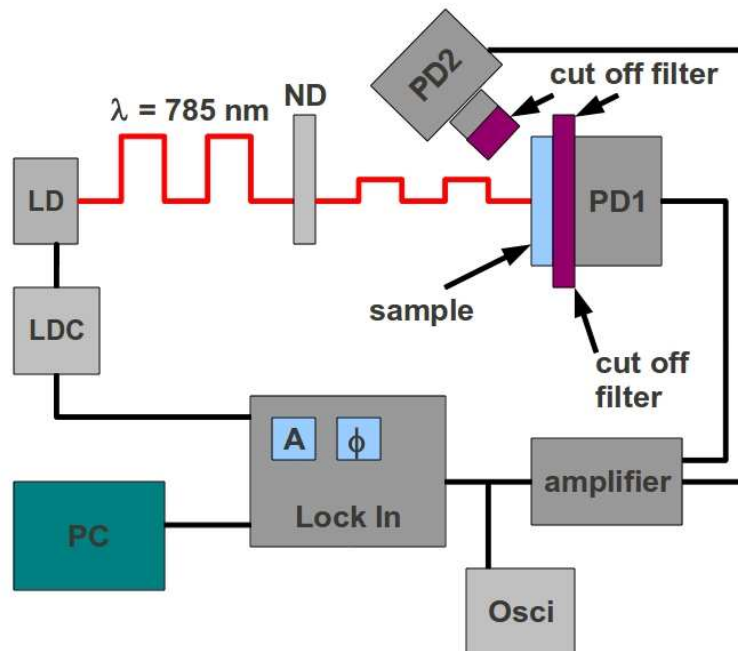 PD2
cut off filter
ND
λ = 785 nm
LD
PD1
sample
LDC
cut off
filter
A
ϕ
amplifier
Lock In
PC
Osci